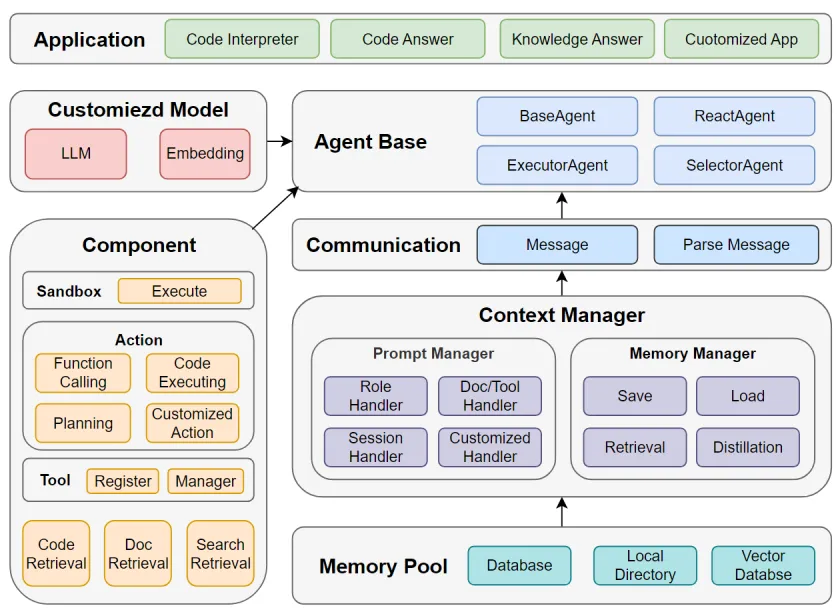 Application
Code Interpreter
Code Answer
Knowledge Answer
Cuotomized App
Customiezd Model
LLM
Embedding
Agent Base
BaseAgent
ReactAgent
ExecutorAgent
SelectorAgent
Component
Sandbox
Execute
Action
Function
Calling
Code
Executing
Planning
Customized
Action
Tool
Register
Manager
Code
Retrieval
Doc
Retrieval
Search
Retrieval
Communication
Message
Parse Message
Context Manager
Prompt Manager
Role
Handler
Doc/Tool
Handler
Session
Handler
Customized
Handler
Memory Manager
Save
Load
Retrieval
Distillation
Memory Pool
Database
Local
Directory
Vector
Databse